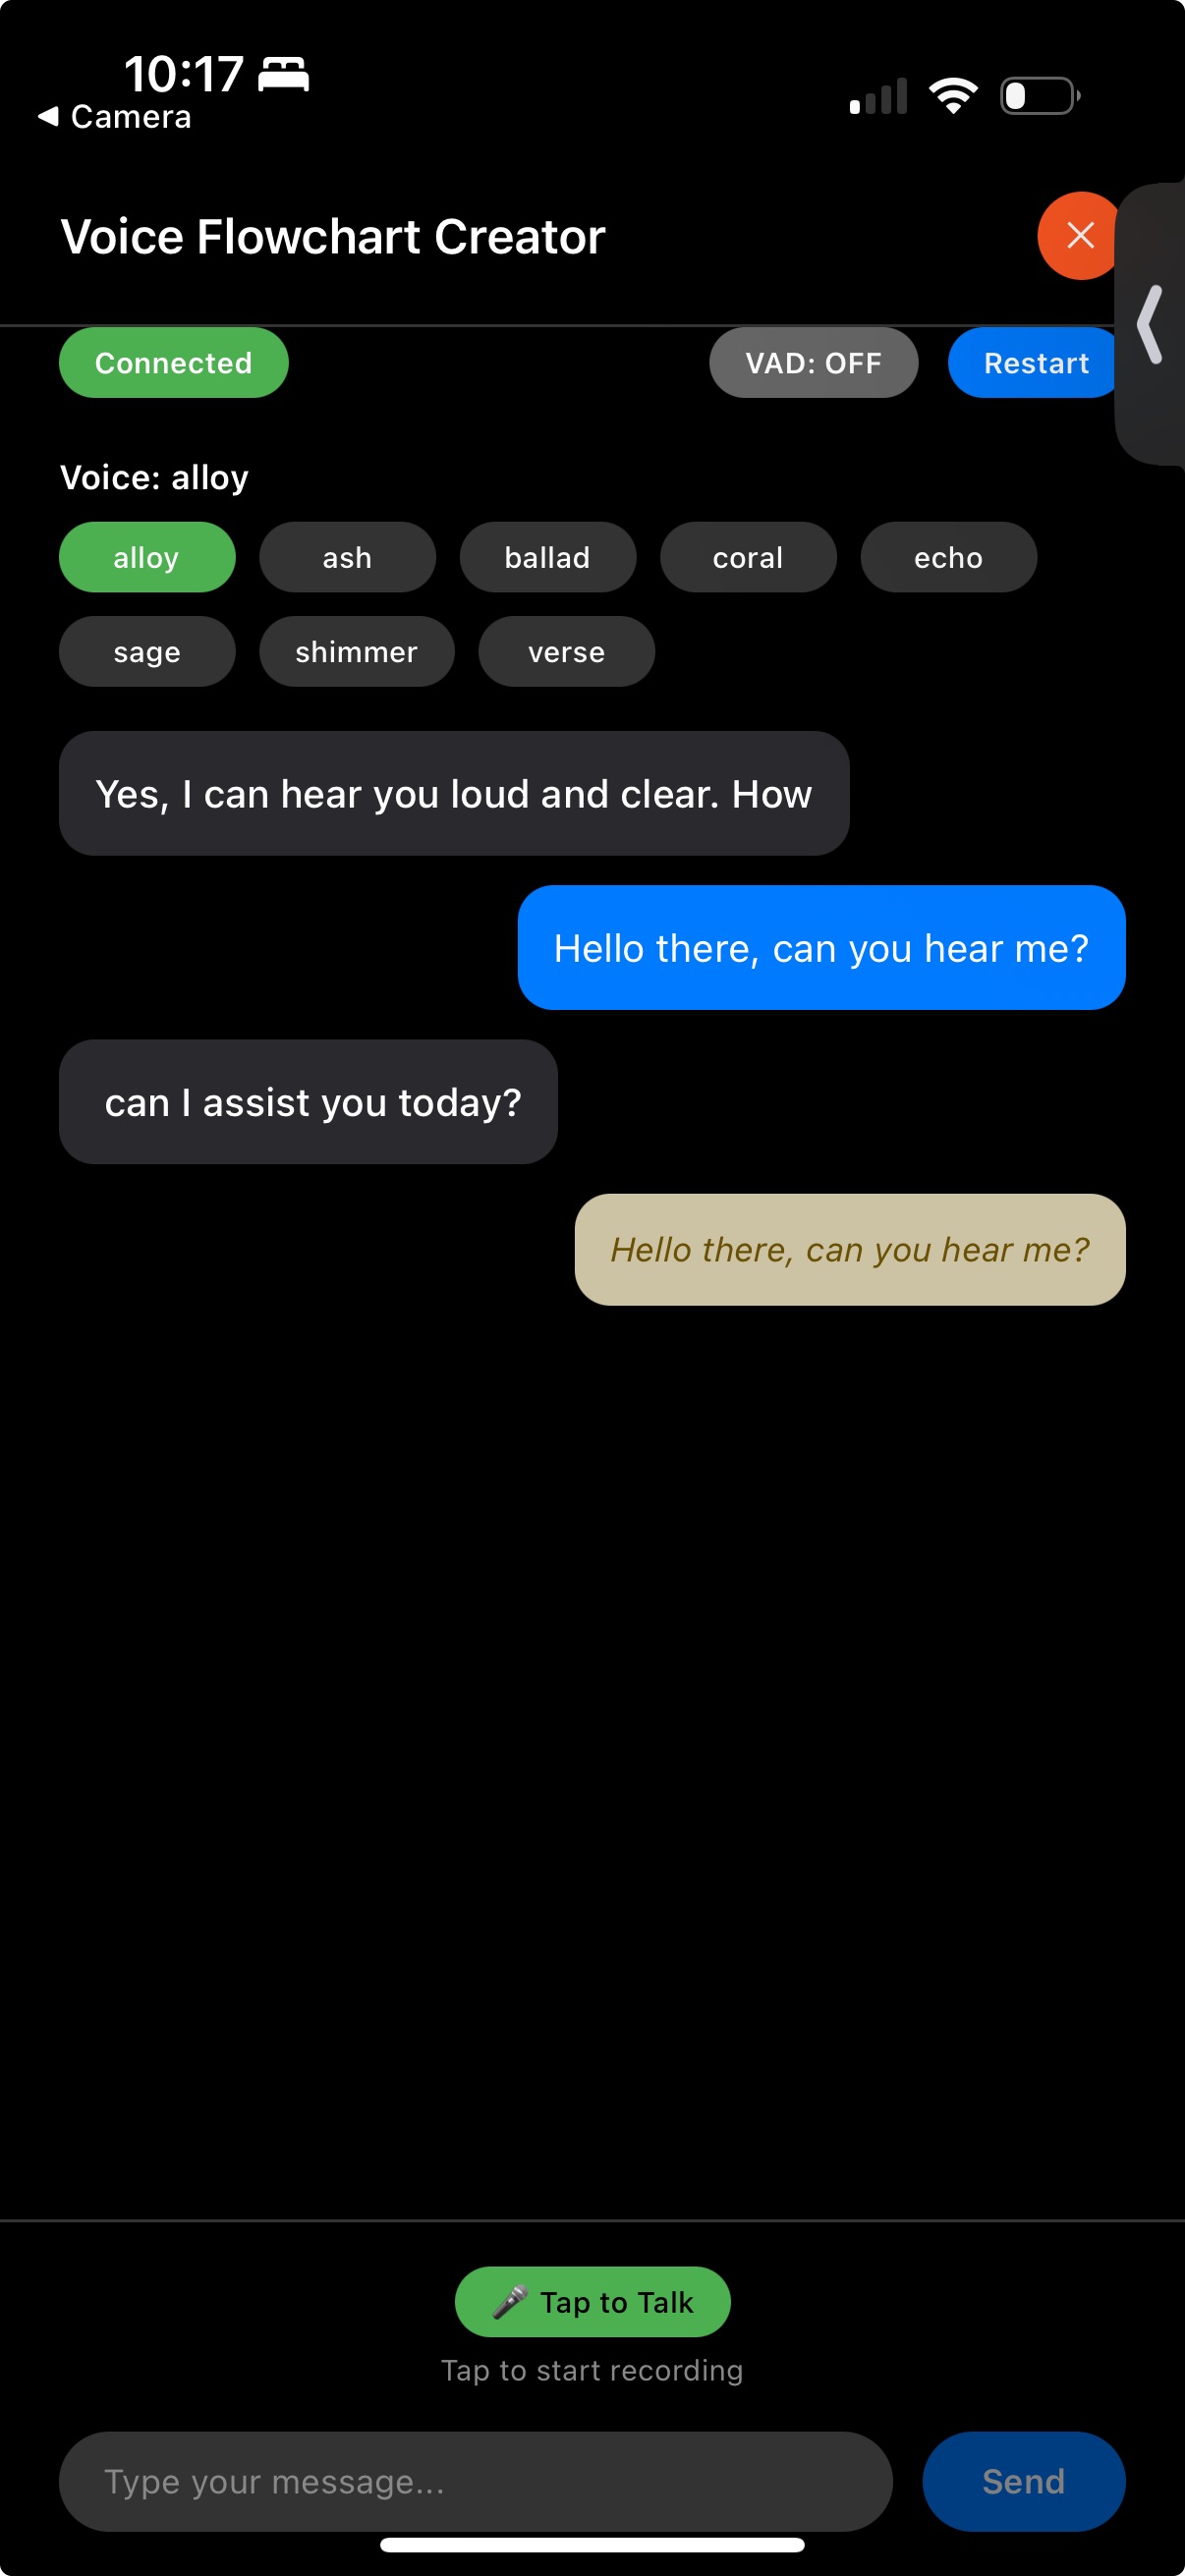 10:17
Camera
Voice Flowchart Creator
Connected
VAD: OFF
Restart
Voice: alloy
alloy
ash
ballad
coral
echo
sage
shimmer
verse
Yes, I can hear you loud and clear. How
Hello there, can you hear me?
can I assist you today?
Hello there, can you hear me?
Tap to Talk
Tap to start recording
Type your message...
Send